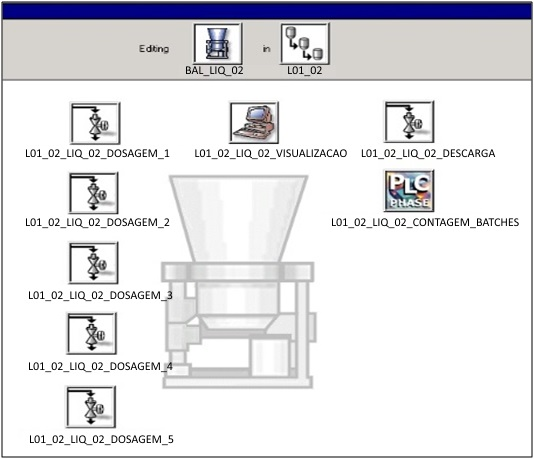 Editing
BAL_LIQ_02
in
L01_02
L01_02_LIQ_02_DOSAGEM_1
L01_02_LIQ_02_VISUALIZACAO
L01_02_LIQ_02_DESCARGA
L01_02_LIQ_02_DOSAGEM_2
PLC
PHASE
L01_02_LIQ_02_CONTAGEM_BATCHES
L01_02_LIQ_02_DOSAGEM_3
L01_02_LIQ_02_DOSAGEM_4
L01_02_LIQ_02_DOSAGEM_5